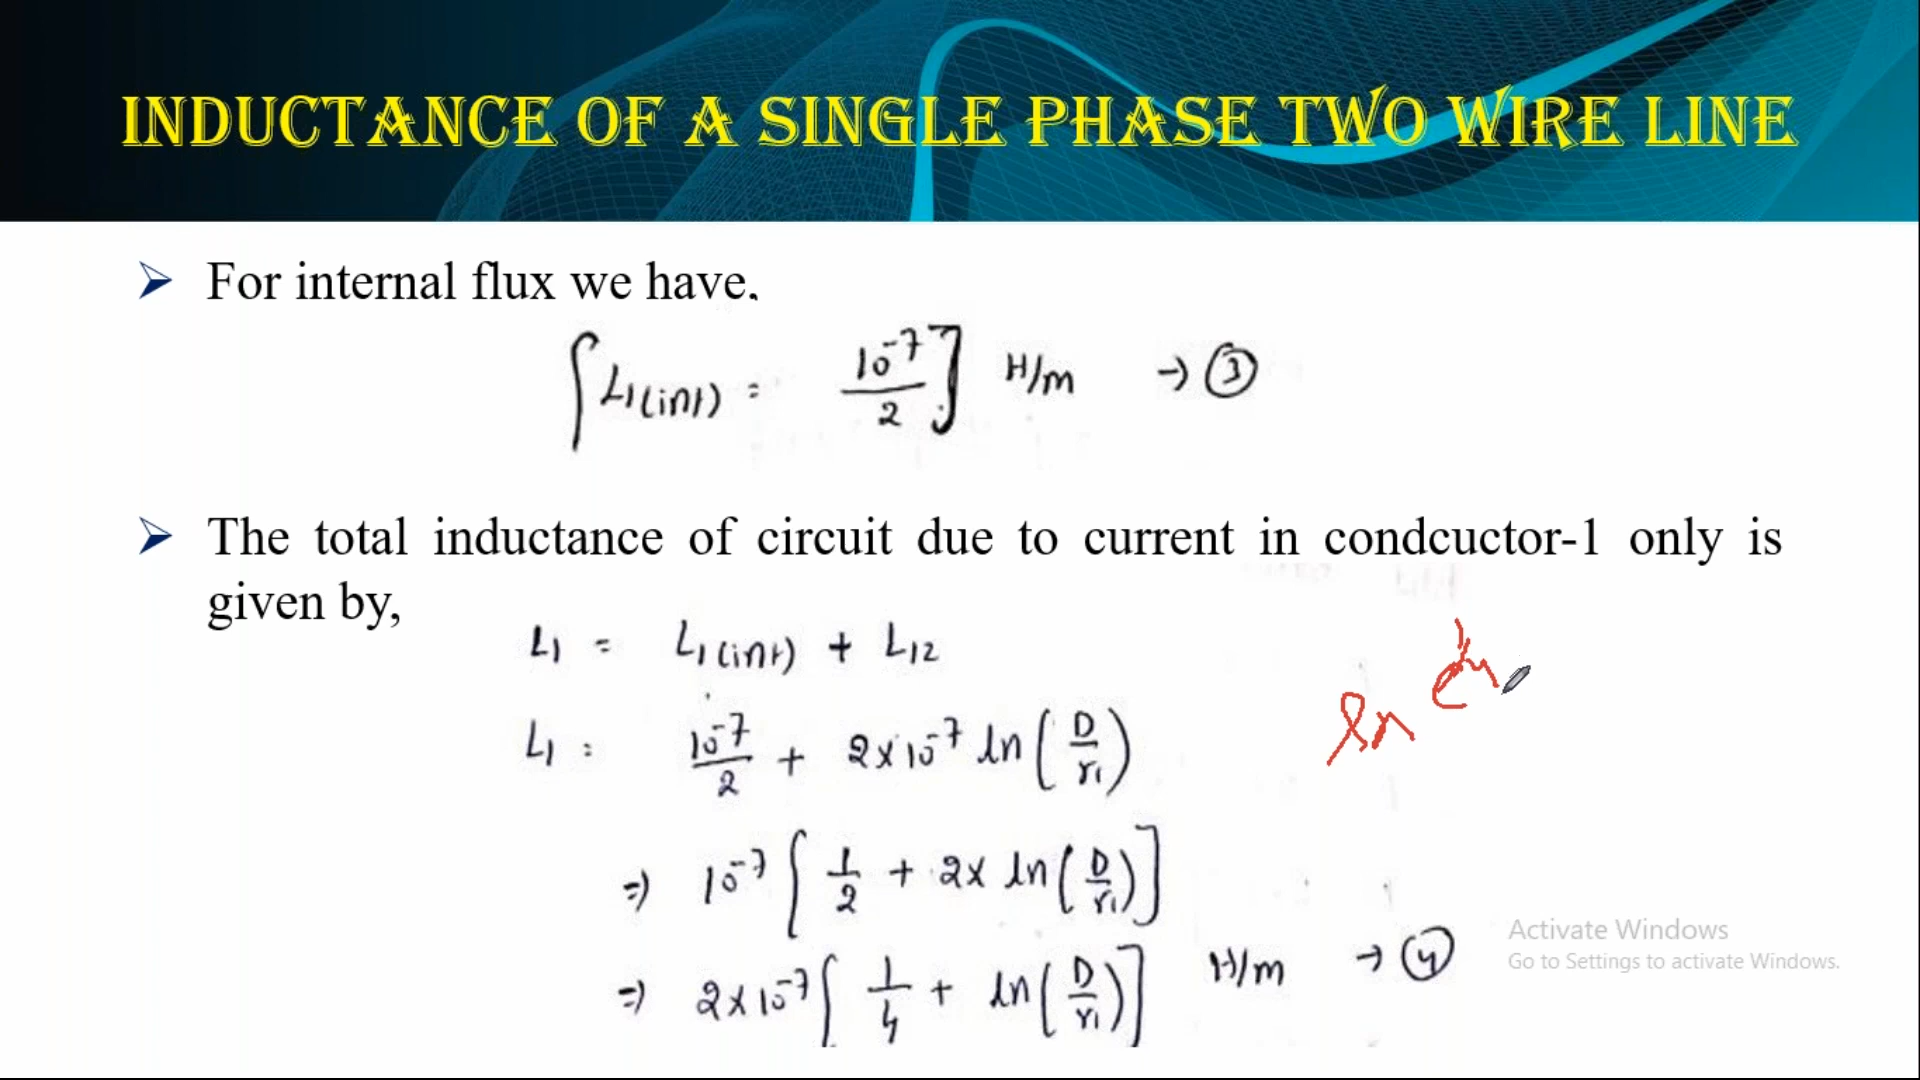 INDUCTANCE OF A SINGLE PHASE TWO WIRE LINE
➢ For internal flux we have,
[L1(int) = 10^-7/2] H/m → ③
➢ The total inductance of circuit due to current in condcuctor-1 only is
given by,
L1 = L1(int) + L12
L1 = 10^-7/2 + 2×10^-7 ln(D/r1)
⇒ 10^-7 [1/2 + 2× ln(D/r1)]
⇒ 2×10^-7 [1/4 + ln(D/r1)] H/m → ④
ln
Activate Windows
Go to Settings to activate Windows.